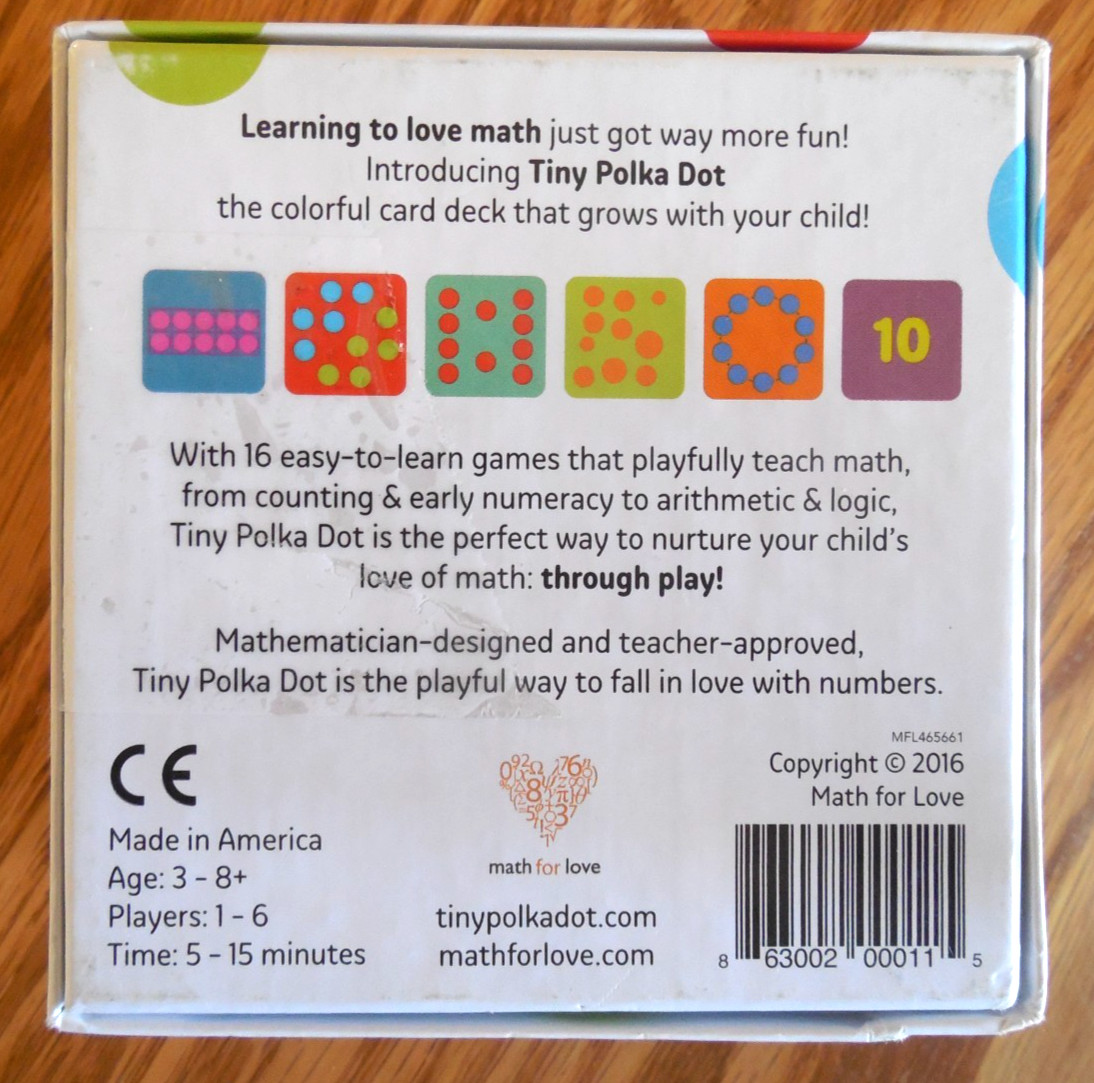 Learning to love math just got way more fun!
Introducing Tiny Polka Dot
the colorful card deck that grows with your child!
10
With 16 easy-to-learn games that playfully teach math,
from counting & early numeracy to arithmetic & logic,
Tiny Polka Dot is the perfect way to nurture your child's
love of math: through play!
Mathematician-designed and teacher-approved,
Tiny Polka Dot is the playful way to fall in love with numbers.
CE
Made in America
Age: 3 - 8+
Players: 1 - 6
Time: 5 - 15 minutes
math for love
tinypolkadot.com
mathforlove.com
MFL465661
Copyright © 2016
Math for Love
8 63002 00011 5